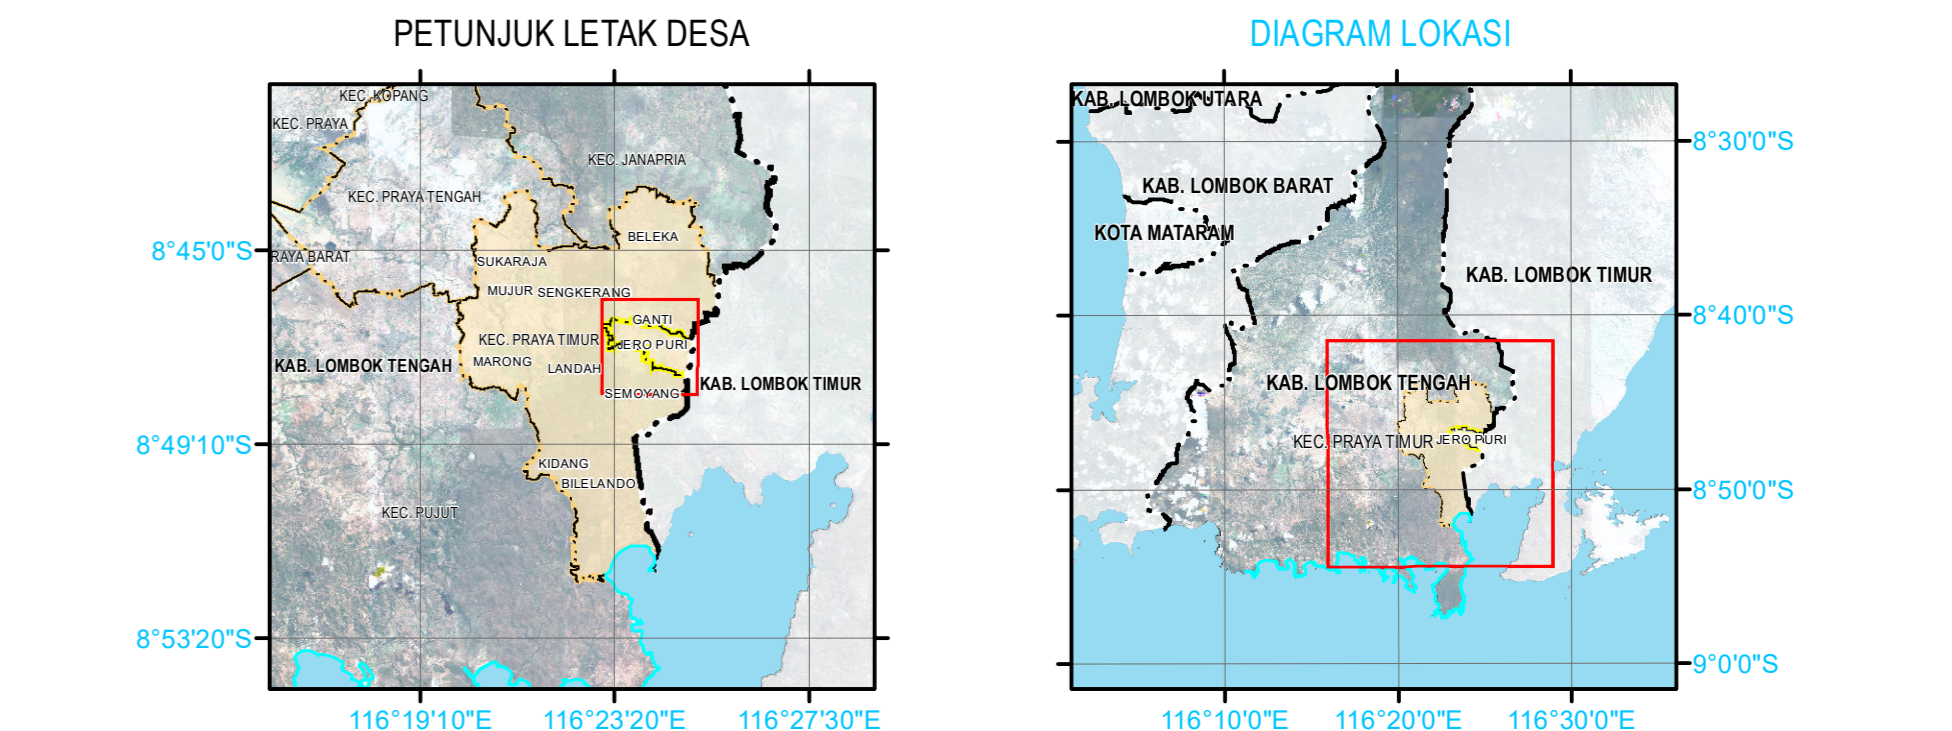 PETUNJUK LETAK DESA
KEC. KOPANG
KEC. PRAYA
KEC. JANAPRIA
KEC. PRAYA TENGAH
BELEKA
8°45'0"S
RAYA BARAT
SUKARAJA
MUJUR
SENGKERANG
GANTI
KEC. PRAYA TIMUR
JERO PURI
MARONG
LANDAH
KAB. LOMBOK TENGAH
KAB. LOMBOK TIMUR
SEMOYANG
8°49'10"S
KIDANG
BILELANDO
KEC. PUJUT
8°53'20"S
116°19'10"E
116°23'20"E
116°27'30"E
DIAGRAM LOKASI
KAB. LOMBOK UTARA
8°30'0"S
KAB. LOMBOK BARAT
KOTA MATARAM
KAB. LOMBOK TIMUR
8°40'0"S
KAB. LOMBOK TENGAH
KEC. PRAYA TIMUR
JERO PURI
8°50'0"S
9°0'0"S
116°10'0"E
116°20'0"E
116°30'0"E